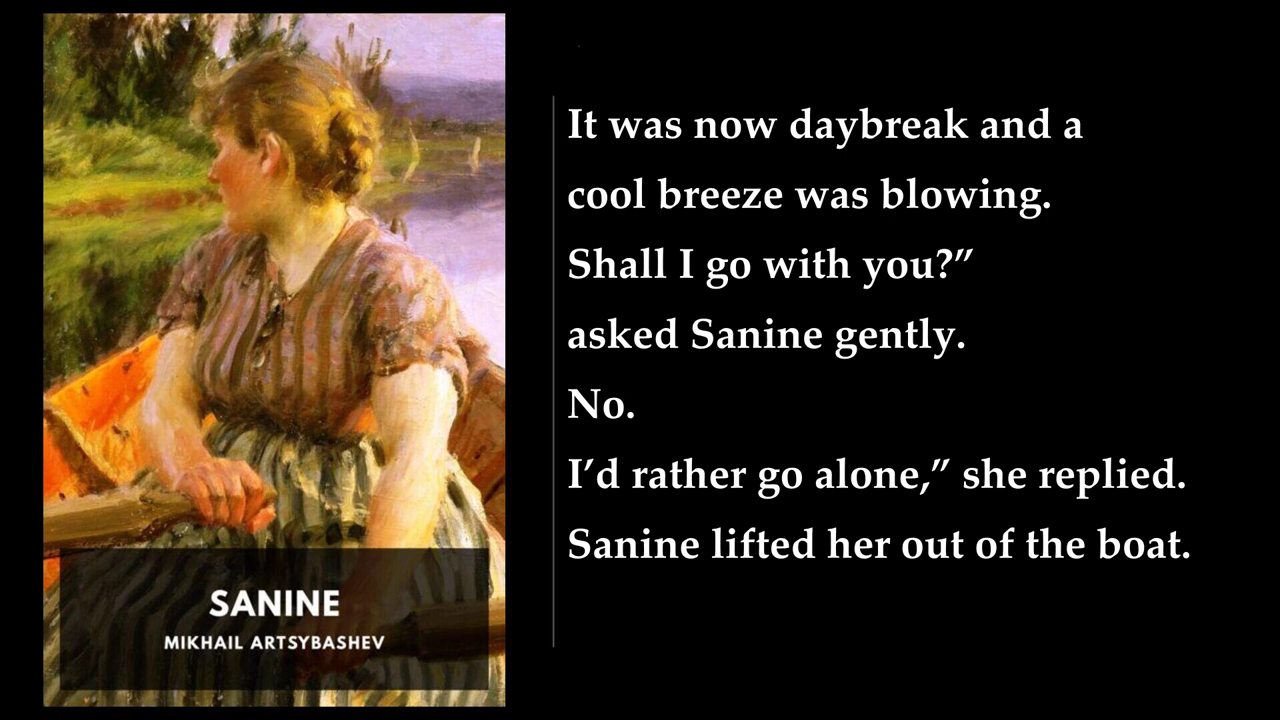 SANINE
MIKHAIL ARTSYBASHEV
It was now daybreak and a
cool breeze was blowing.
Shall I go with you?”
asked Sanine gently.
No.
I’d rather go alone,” she replied.
Sanine lifted her out of the boat.